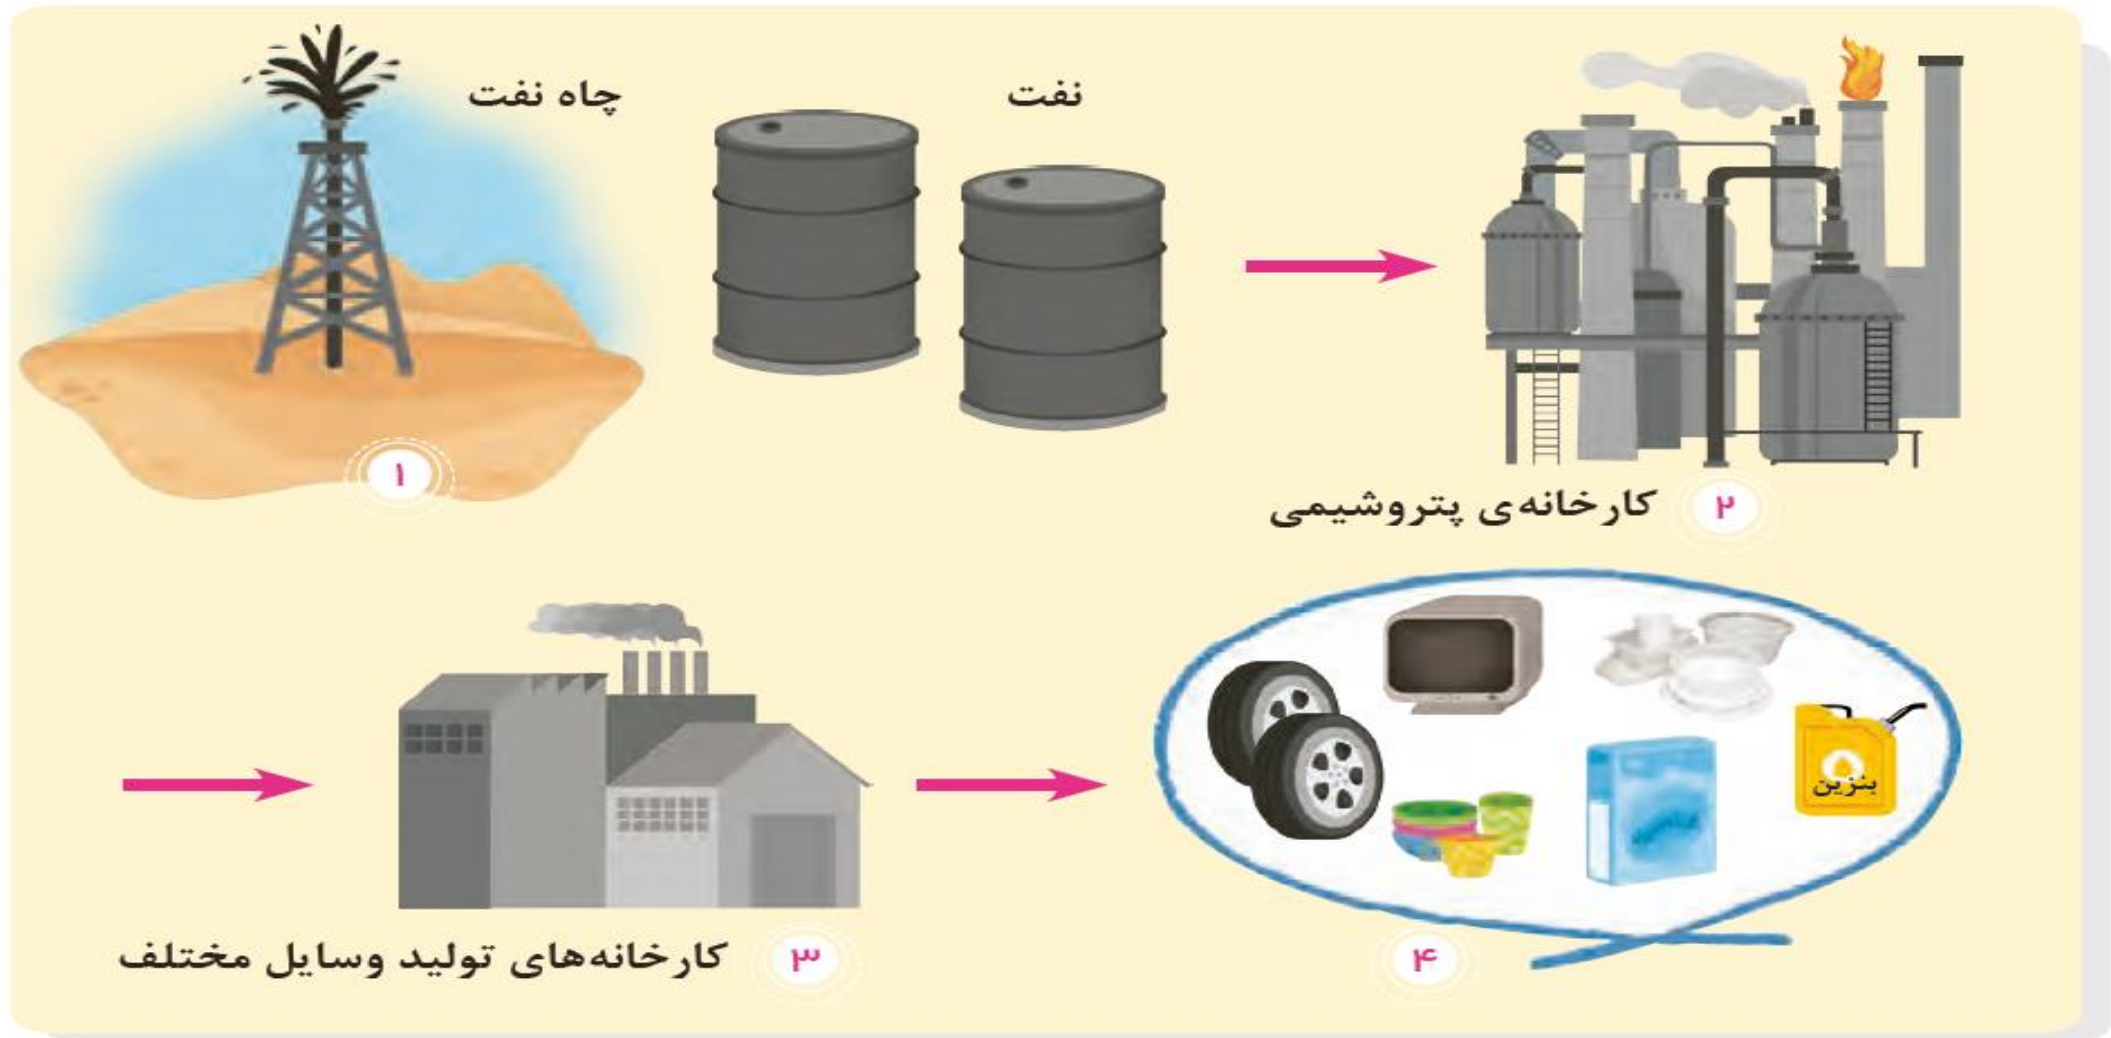 چاه نفت
نفت
۱
۲ کارخانه‌ی پتروشیمی
۳ کارخانه‌های تولید وسایل مختلف
بنزین
۴